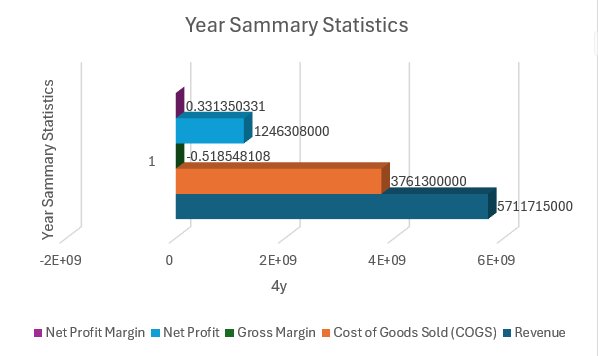 Year Sammary Statistics
Year Sammary Statistics
0.331350331
1246308000
1
-0.518548108
3761300000
5711715000
-2E+09 0 2E+09 4E+09 6E+09
4y
Net Profit Margin Net Profit Gross Margin Cost of Goods Sold (COGS) Revenue